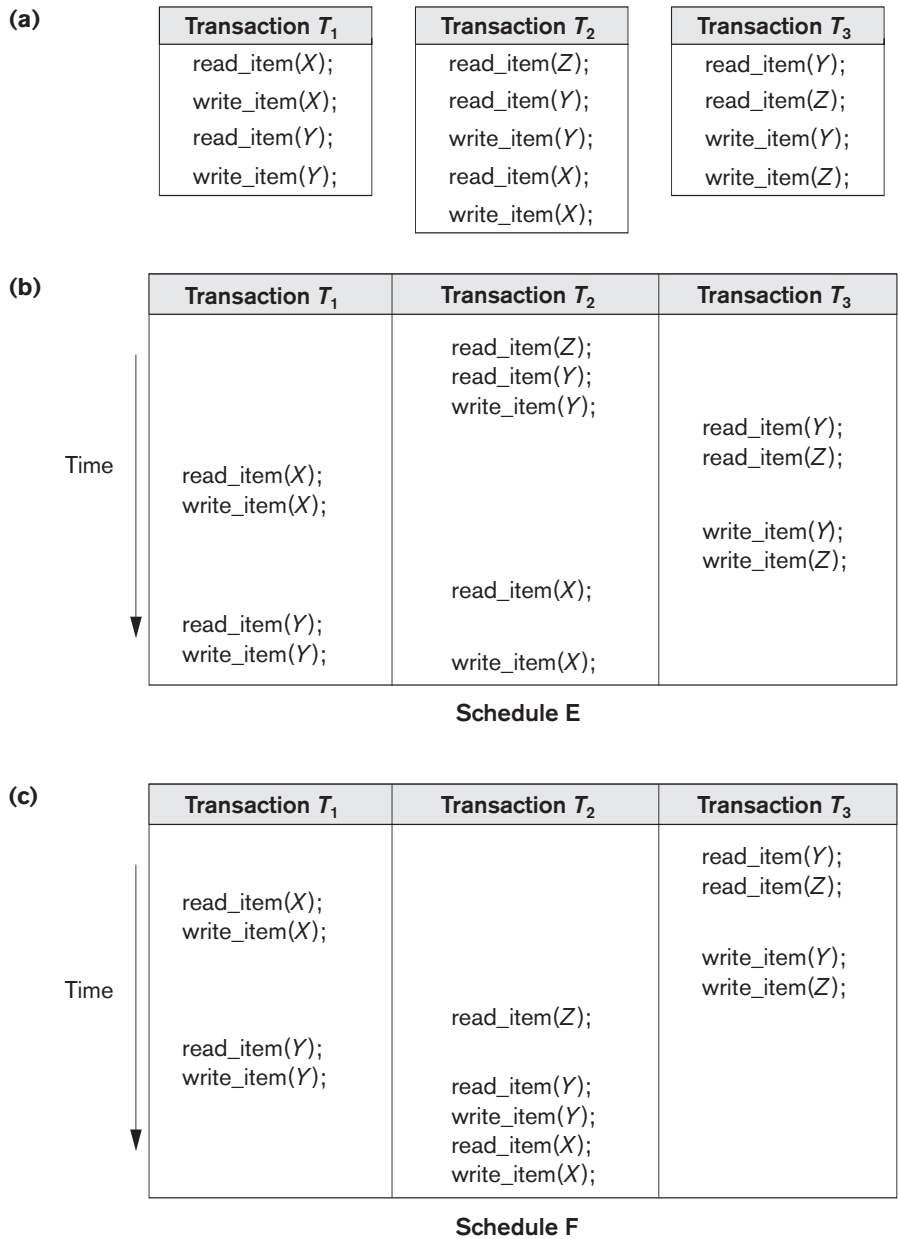 (a)
Transaction T1 Transaction T2 Transaction T3
read_item(X); read_item(Z); read_item(Y);
write_item(X); read_item(Y); read_item(Z);
read_item(Y); write_item(Y); write_item(Y);
write_item(Y); read_item(X); write_item(Z);
write_item(X);
(b)
Transaction T1 Transaction T2 Transaction T3
read_item(Z);
read_item(Y);
write_item(Y);
read_item(Y);
Time read_item(Z);
read_item(X);
write_item(X);
write_item(Y);
write_item(Z);
read_item(X);
read_item(Y);
write_item(Y); write_item(X);
Schedule E
(c)
Transaction T1 Transaction T2 Transaction T3
read_item(Y);
read_item(Z);
read_item(X);
write_item(X);
write_item(Y);
Time write_item(Z);
read_item(Z);
read_item(Y);
write_item(Y);
read_item(Y);
write_item(Y);
read_item(X);
write_item(X);
Schedule F